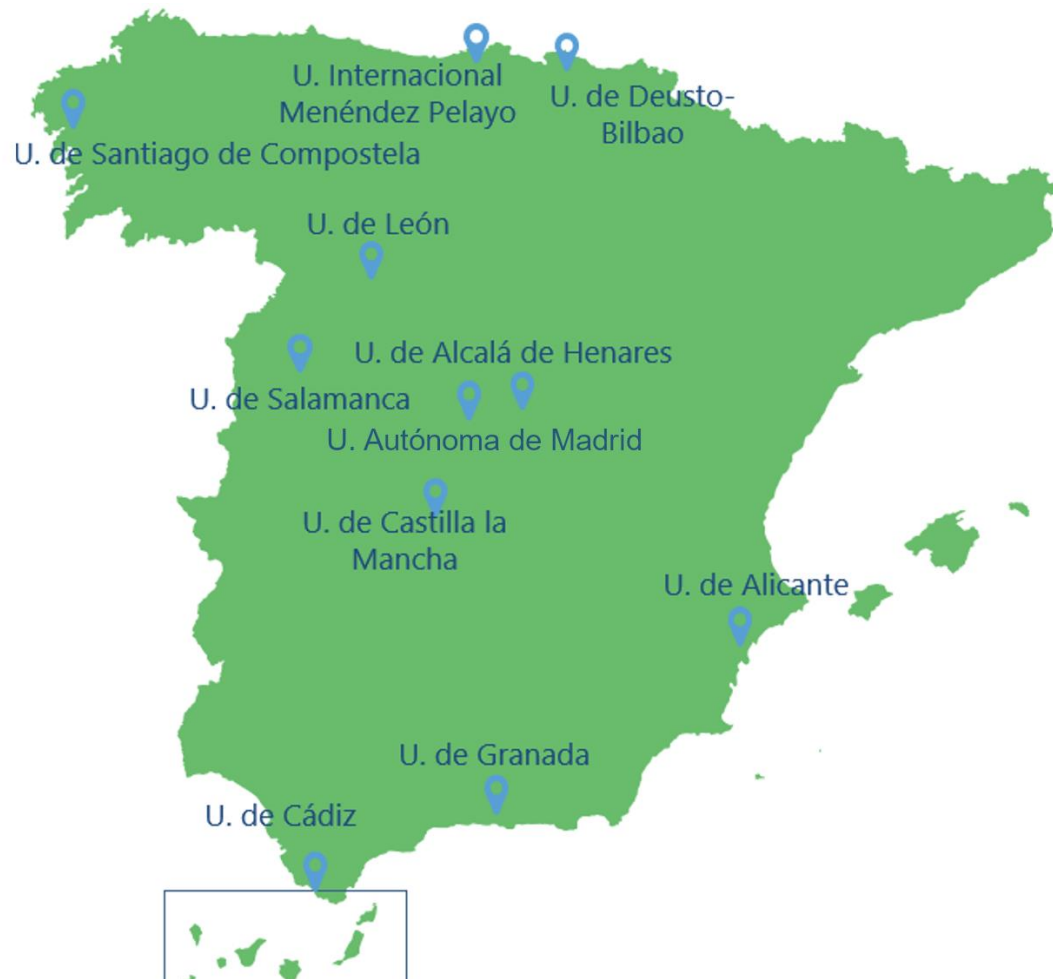 U. Internacional
Menéndez Pelayo
U. de Deusto-
Bilbao
U. de Santiago de Compostela
U. de León
U. de Alcalá de Henares
U. de Salamanca
U. Autónoma de Madrid
U. de Castilla la
Mancha
U. de Alicante
U. de Granada
U. de Cádiz